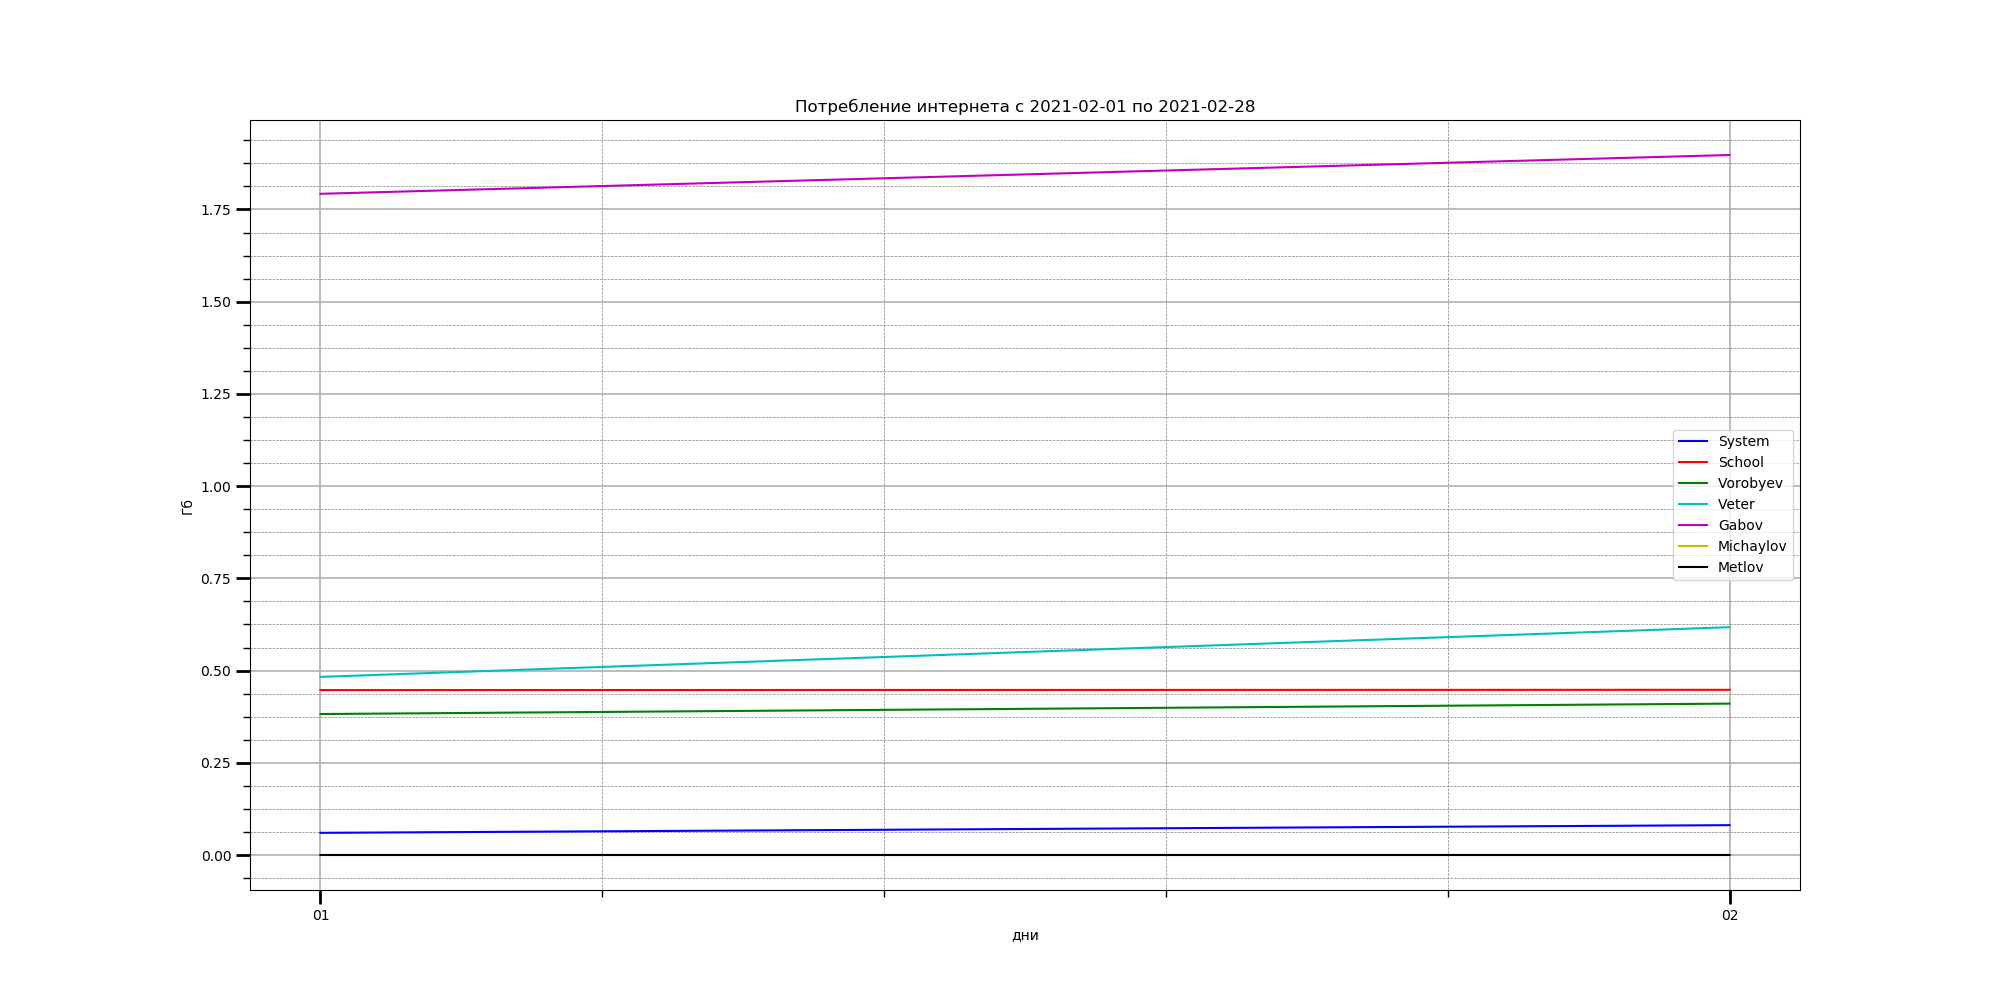 Потребление интернета с 2021-02-01 по 2021-02-28
1.75
1.50
1.25
1.00
0.75
0.50
0.25
0.00
Гб
System
School
Vorobyev
Veter
Gabov
Michaylov
Metlov
01
02
дни